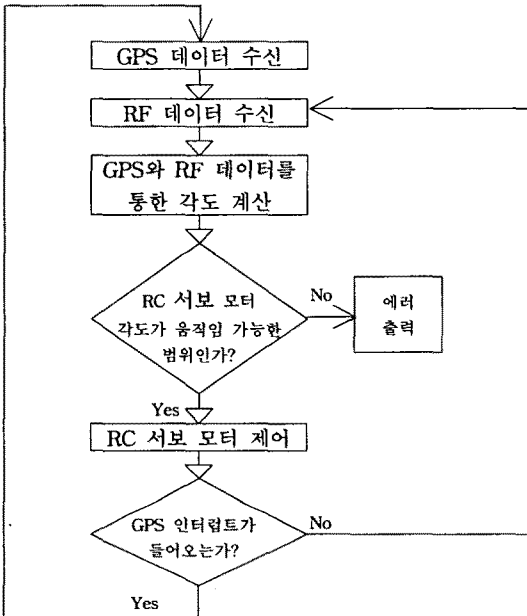 GPS 데이터 수신
RF 데이터 수신
GPS와 RF 데이터를
통한 각도 계산
RC 서보 모터
각도가 움직임 가능한
범위인가?
No
에러
출력
Yes
RC 서보 모터 제어
GPS 인터럽트가
들어오는가?
No
Yes